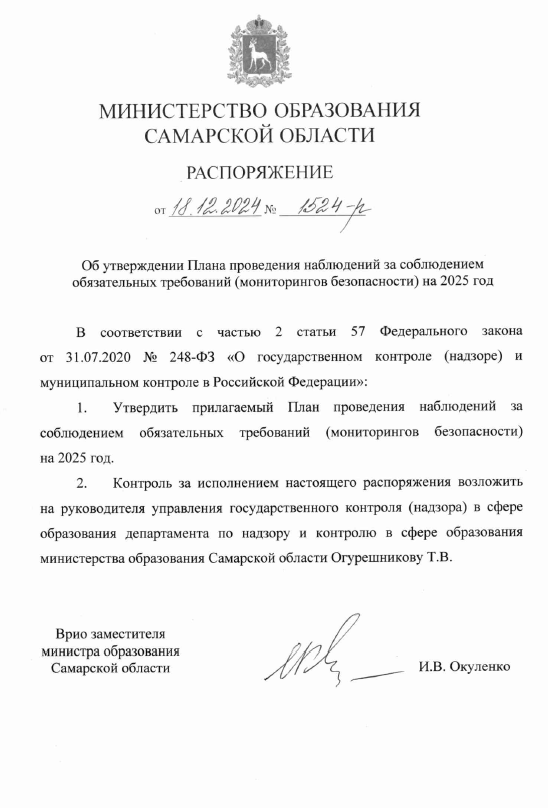 МИНИСТЕРСТВО ОБРАЗОВАНИЯ
САМАРСКОЙ ОБЛАСТИ
РАСПОРЯЖЕНИЕ
от 18.12.2024 № 1524-р
Об утверждении Плана проведения наблюдений за соблюдением
обязательных требований (мониторингов безопасности) на 2025 год
В соответствии с частью 2 статьи 57 Федерального закона
от 31.07.2020 № 248-ФЗ «О государственном контроле (надзоре) и
муниципальном контроле в Российской Федерации»:
1. Утвердить прилагаемый План проведения наблюдений за
соблюдением обязательных требований (мониторингов безопасности)
на 2025 год.
2. Контроль за исполнением настоящего распоряжения возложить
на руководителя управления государственного контроля (надзора) в сфере
образования департамента по надзору и контролю в сфере образования
министерства образования Самарской области Огурешникову Т.В.
Врио заместителя
министра образования
Самарской области
И.В. Окуленко